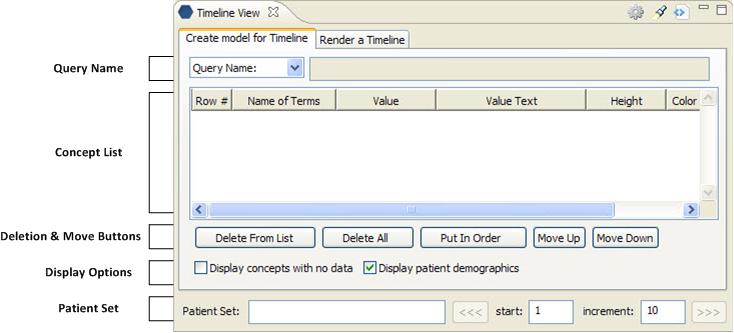 Timeline View
Create model for Timeline
Render a Timeline
Query Name
Query Name:
Row #
Name of Terms
Value
Value Text
Height
Color
Concept List
Deletion & Move Buttons
Delete From List
Delete All
Put In Order
Move Up
Move Down
Display Options
Display concepts with no data
Display patient demographics
Patient Set
Patient Set:
<<<
start:
1
increment:
10
>>>